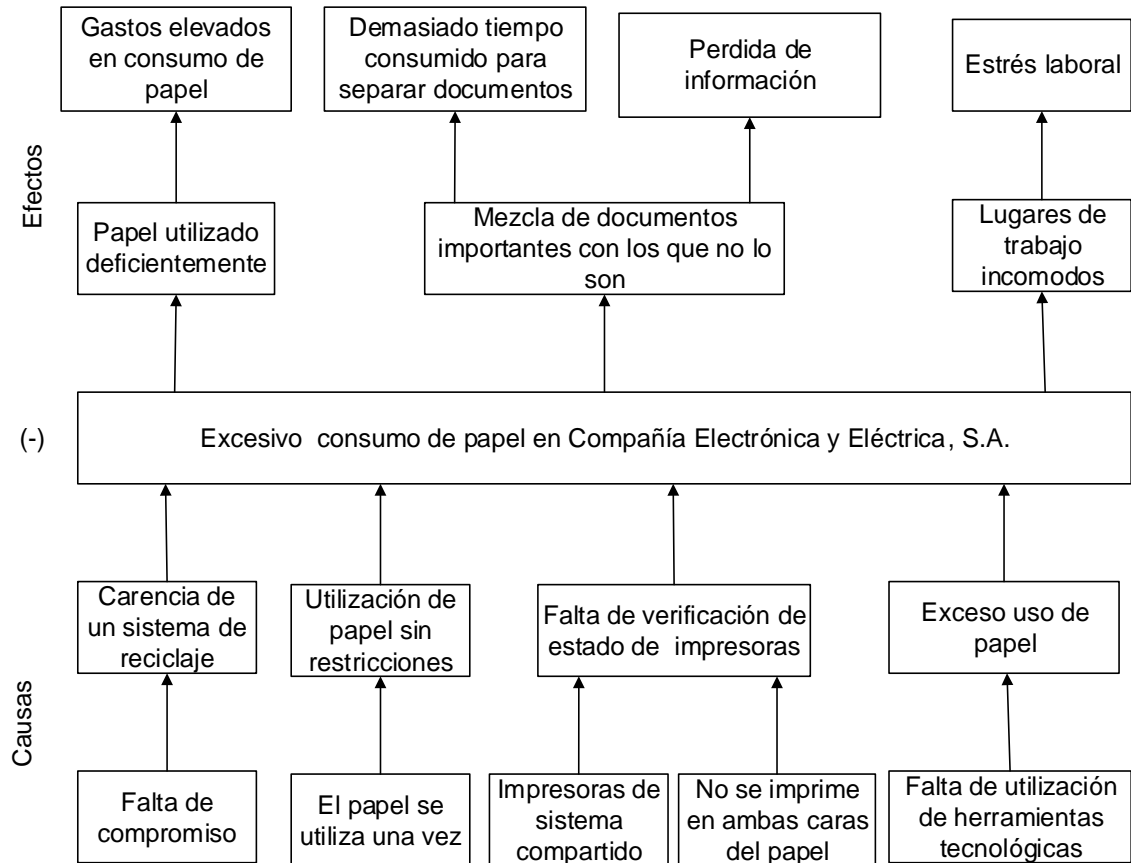 Gastos elevados
en consumo de
papel
Demasiado tiempo
consumido para
separar documentos
Perdida de
información
Estrés laboral
Efectos
Papel utilizado
deficientemente
Mezcla de documentos
importantes con los que no lo
son
Lugares de
trabajo
incomodos
(-)
Excesivo consumo de papel en Compañía Electrónica y Eléctrica, S.A.
Carencia de
un sistema de
reciclaje
Utilización de
papel sin
restricciones
Falta de verificación de
estado de impresoras
Exceso uso de
papel
Causas
Falta de
compromiso
El papel se
utiliza una vez
Impresoras de
sistema
compartido
No se imprime
en ambas caras
del papel
Falta de utilización
de herramientas
tecnológicas